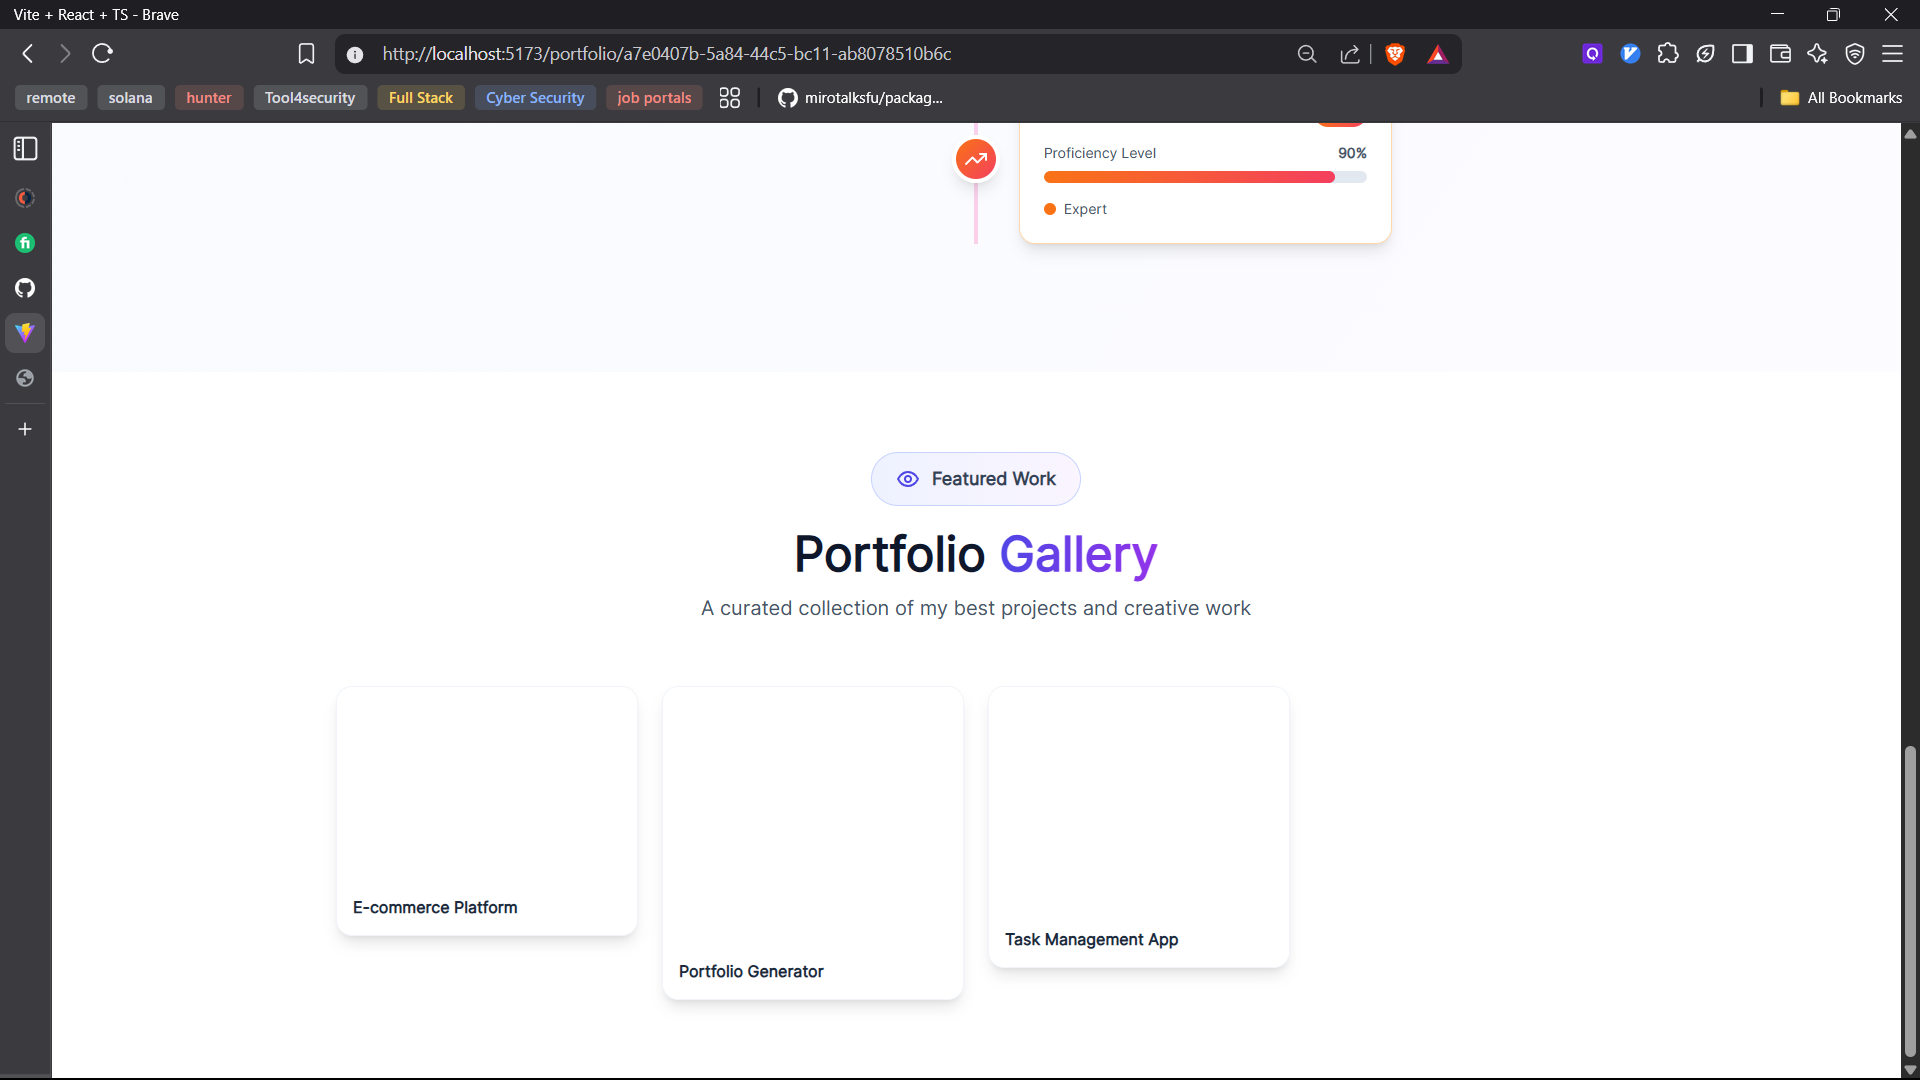 Vite + React + TS - Brave
http://localhost:5173/portfolio/a7e0407b-5a84-44c5-bc11-ab8078510b6c
remote
solana
hunter
Tool4security
Full Stack
Cyber Security
job portals
mirotalksfu/packag...
All Bookmarks
fi
Proficiency Level
90%
Expert
Featured Work
Portfolio Gallery
A curated collection of my best projects and creative work
E-commerce Platform
Task Management App
Portfolio Generator